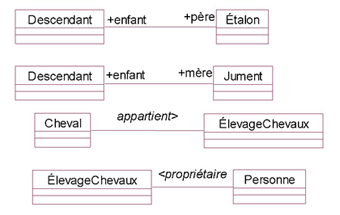 Descendant +enfant +père Étalon
Descendant +enfant +mère Jument
Cheval appartient> ÉlevageChevaux
ÉlevageChevaux <propriétaire Personne